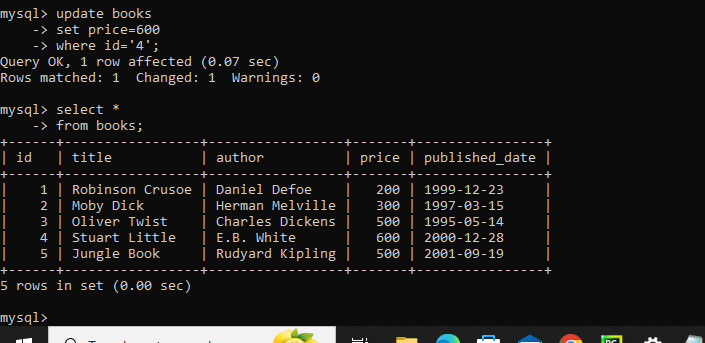 mysql> update books
    -> set price=600
    -> where id='4';
Query OK, 1 row affected (0.07 sec)
Rows matched: 1  Changed: 1  Warnings: 0

mysql> select *
    -> from books;
+------+-----------------+-----------------+-------+----------------+
| id   | title           | author          | price | published_date |
+------+-----------------+-----------------+-------+----------------+
|    1 | Robinson Crusoe | Daniel Defoe    |   200 | 1999-12-23     |
|    2 | Moby Dick       | Herman Melville |   300 | 1997-03-15     |
|    3 | Oliver Twist    | Charles Dickens |   500 | 1995-05-14     |
|    4 | Stuart Little   | E.B. White      |   600 | 2000-12-28     |
|    5 | Jungle Book     | Rudyard Kipling |   500 | 2001-09-19     |
+------+-----------------+-----------------+-------+----------------+
5 rows in set (0.00 sec)

mysql>